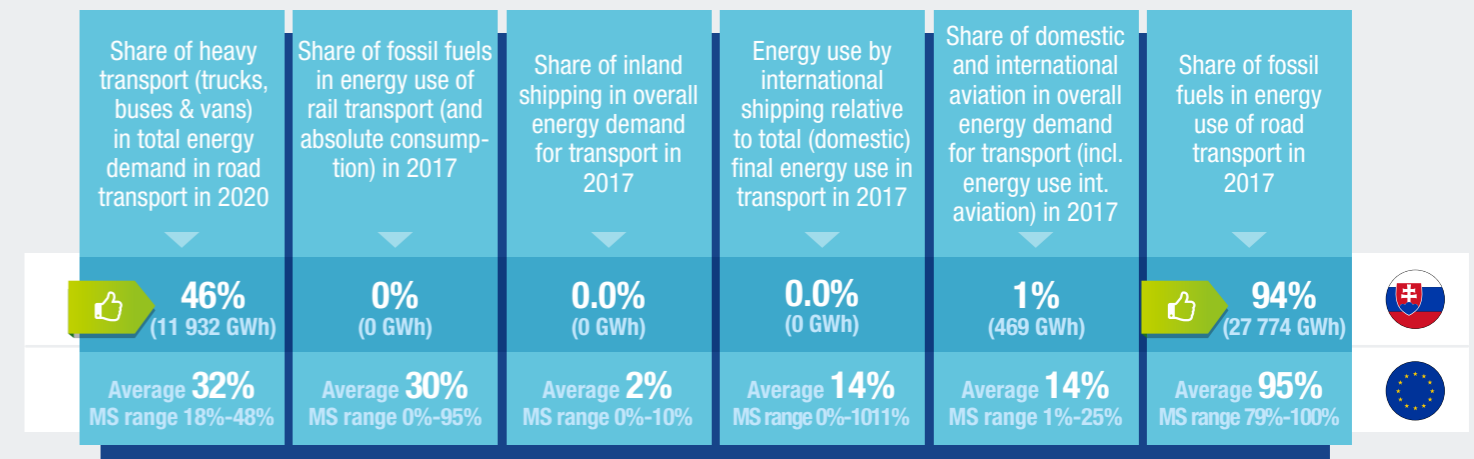 Share of heavy
transport (trucks,
buses & vans)
in total energy
demand in road
transport in 2020
Share of fossil fuels
in energy use of
rail transport (and
absolute consump-
tion) in 2017
Share of inland
shipping in overall
energy demand
for transport in
2017
Energy use by
international
shipping relative
to total (domestic)
final energy use in
transport in 2017
Share of domestic
and international
aviation in overall
energy demand
for transport (incl.
energy use int.
aviation) in 2017
Share of fossil
fuels in energy
use of road
transport in
2017
46%
(11 932 GWh)
0%
(0 GWh)
0.0%
(0 GWh)
0.0%
(0 GWh)
1%
(469 GWh)
94%
(27 774 GWh)
Average 32%
MS range 18%-48%
Average 30%
MS range 0%-95%
Average 2%
MS range 0%-10%
Average 14%
MS range 0%-1011%
Average 14%
MS range 1%-25%
Average 95%
MS range 79%-100%